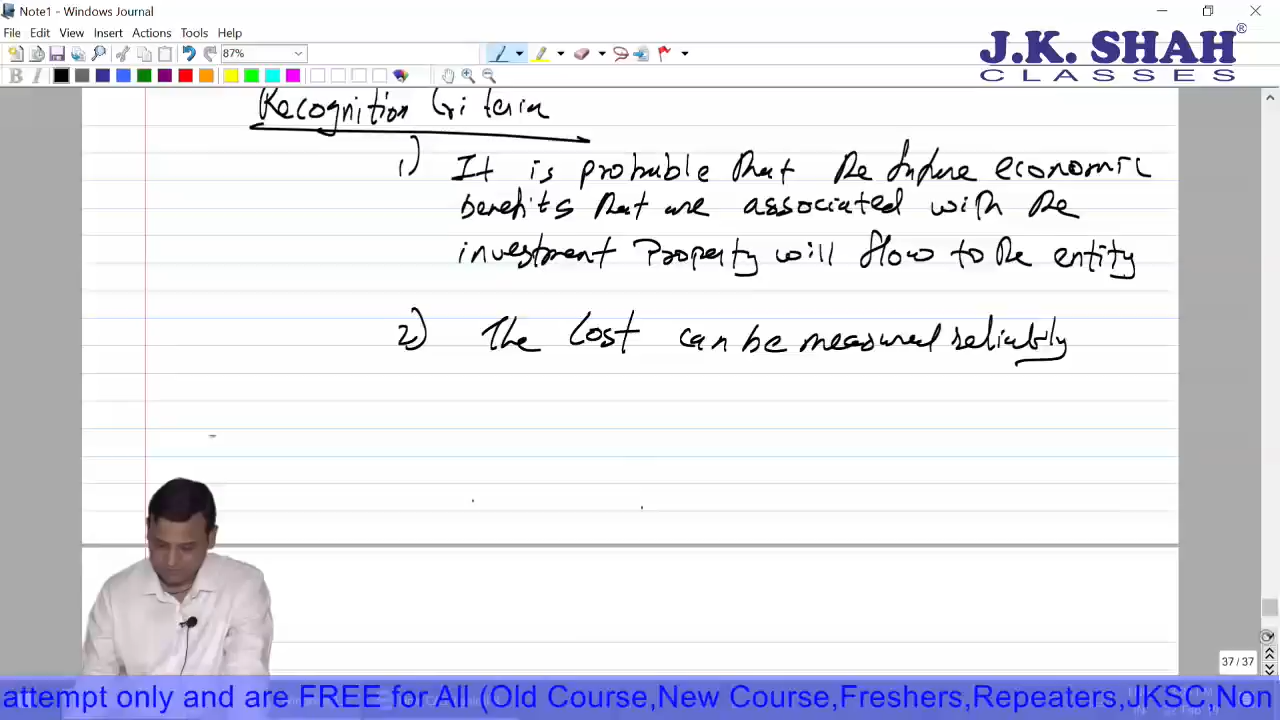 Note1 - Windows Journal
File Edit View Insert Actions Tools Help
87%
B I
J.K. SHAH®
CLASSES
Recognition Criteria
1) It is probable that the future economic
benefits that are associated with the
investment Property will flow to the entity
2) The Cost can be measured reliably
37/37
attempt only and are FREE for All (Old Course,New Course,Freshers,Repeaters,JKSC,Non